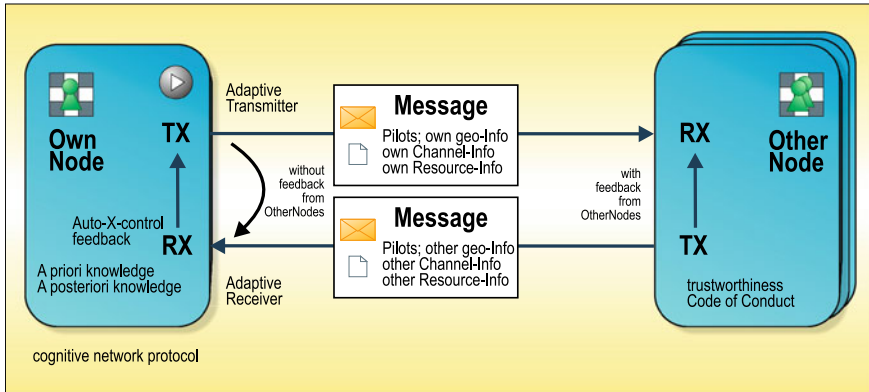 Own
Node
TX
Auto-X-control
feedback
RX
A priori knowledge
A posteriori knowledge
cognitive network protocol
Adaptive
Transmitter
without
feedback
from
OtherNodes
Adaptive
Receiver
Message
Pilots; own geo-Info
own Channel-Info
own Resource-Info
Message
Pilots; other geo-Info
other Channel-Info
other Resource-Info
with
feedback
from
OtherNodes
RX
Other
Node
TX
trustworthiness
Code of Conduct